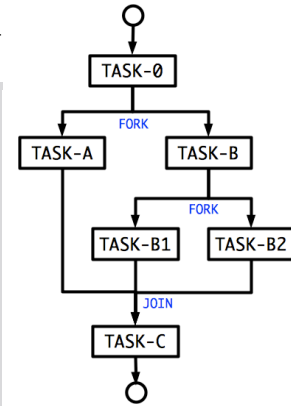 TASK-0
FORK
TASK-A
TASK-B
FORK
TASK-B1
TASK-B2
JOIN
TASK-C